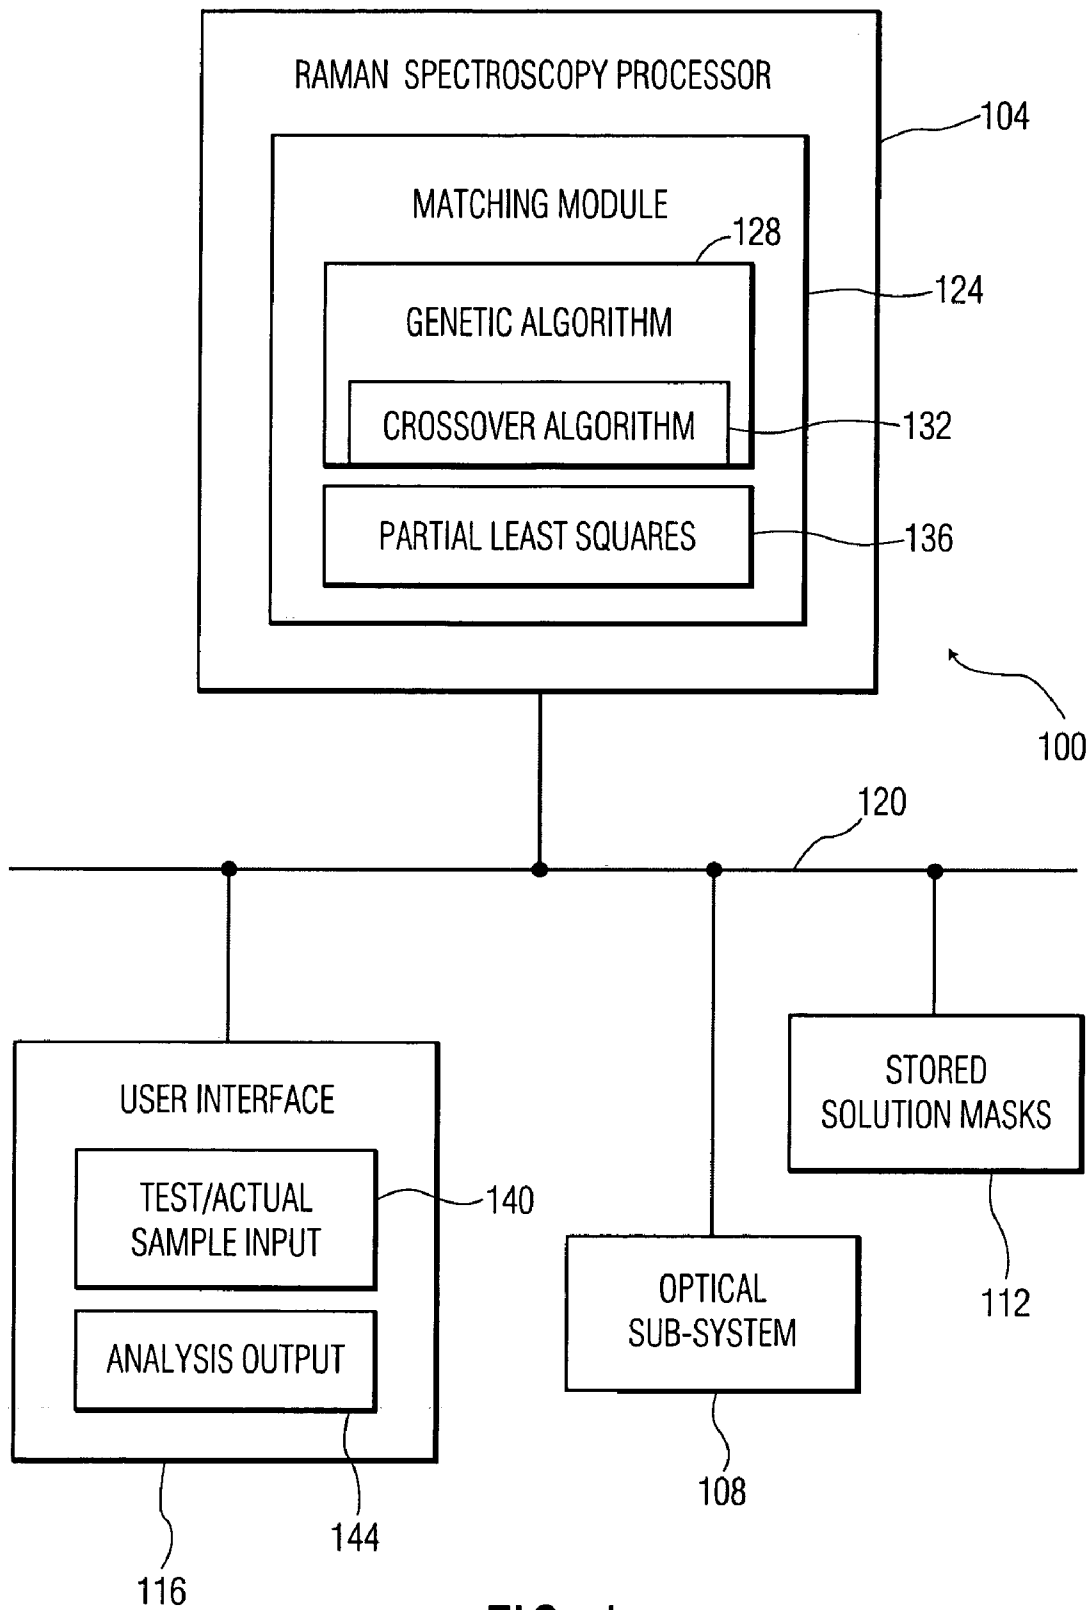 RAMAN SPECTROSCOPY PROCESSOR
104
MATCHING MODULE
128
124
GENETIC ALGORITHM
CROSSOVER ALGORITHM
132
PARTIAL LEAST SQUARES
136
100
120
USER INTERFACE
STORED
SOLUTION MASKS
TEST/ACTUAL
SAMPLE INPUT
140
OPTICAL
SUB-SYSTEM
112
ANALYSIS OUTPUT
108
144
116